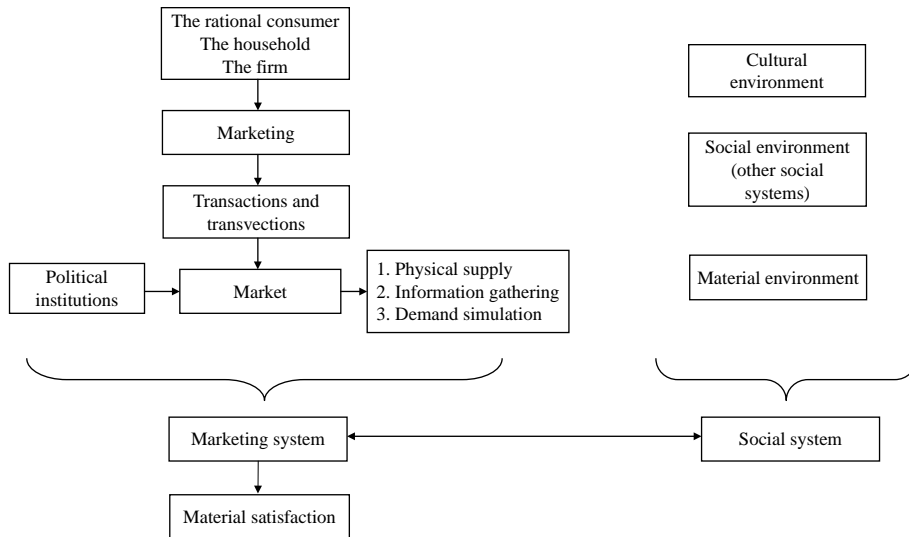 The rational consumer
The household
The firm
Marketing
Transactions and
transvections
Political
institutions
Market
1. Physical supply
2. Information gathering
3. Demand simulation
Cultural
environment
Social environment
(other social
systems)
Material environment
Marketing system
Social system
Material satisfaction